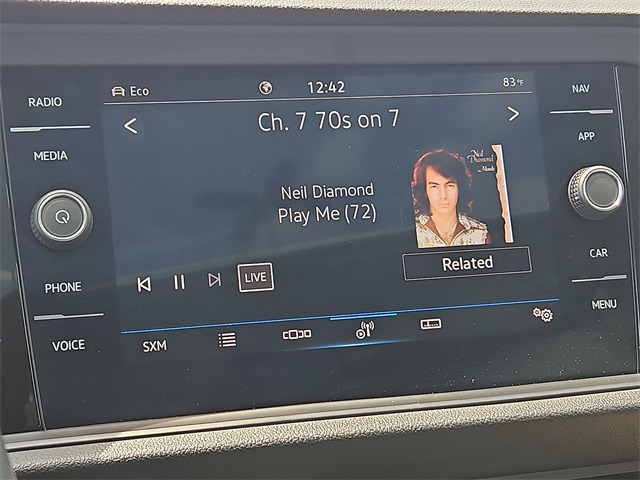 RADIO
MEDIA
PHONE
VOICE
Eco
12:42
83°F
Ch. 7 70s on 7
Neil Diamond
Play Me (72)
Neil
Diamond
Moods
LIVE
Related
SXM
NAV
APP
CAR
MENU